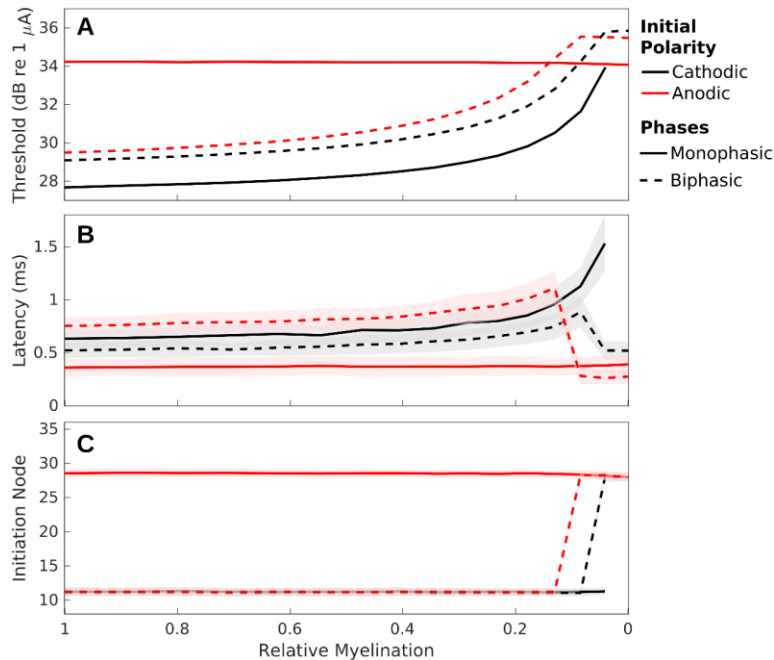 A
Threshold (dB re 1 μA)
36
34
32
30
28
Initial
Polarity
Cathodic
Anodic
Phases
Monophasic
Biphasic
B
Latency (ms)
1.5
1
0.5
0
C
Initiation Node
35
30
25
20
15
10
1
0.8
0.6
0.4
0.2
0
Relative Myelination